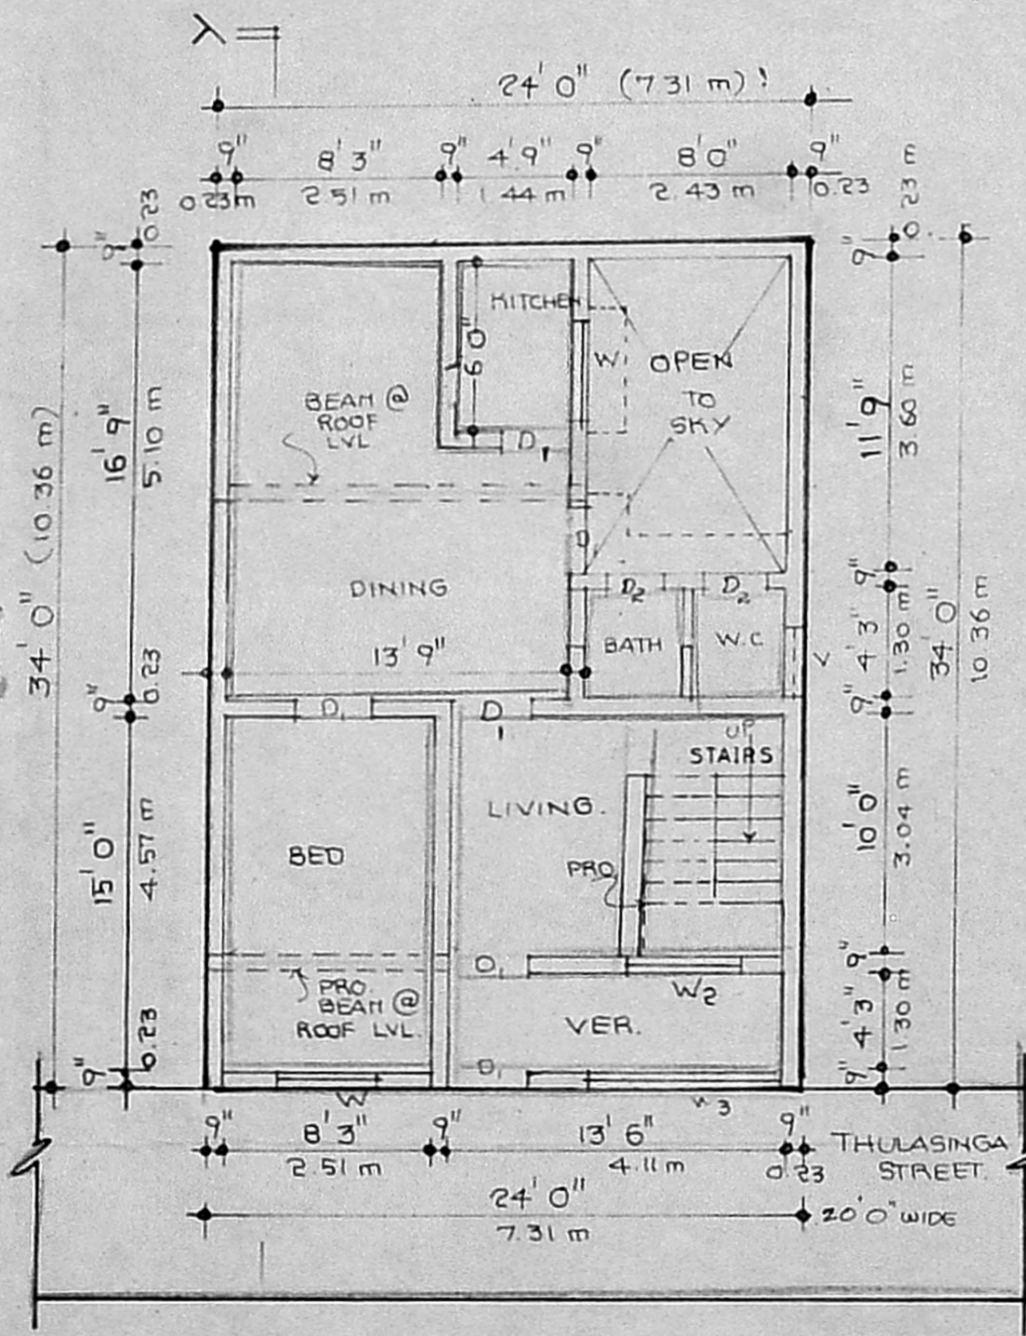 24' 0" (7.31 m)!
9" 8' 3" 9" 4' 9" 9" 8' 0" 9"
0.23 m 2.51 m 1.44 m 2.43 m 0.23
9" 0.23
9" 0.23 m
34' 0" (10.36 m)
16' 9" 5.10 m
9" 0.23
15' 0" 4.57 m
9" 0.23
11' 9" 3.60 m
9"
4' 3" 1.30 m
9"
10' 0" 3.04 m
9"
4' 3" 1.30 m
9"
34' 0" 10.36 m
KITCHEN
6' 0"
W
OPEN
TO
SKY
BEAM @
ROOF
LVL
D1
D
DINING
13' 9"
D2 D2
BATH W.C
V
D1 D1
UP
STAIRS
LIVING.
BED
PRO
D1
W2
PRO.
BEAM @
ROOF LVL.
VER.
D1
W W3
9" 8' 3" 9" 13' 6" 9"
2.51 m 4.11 m 0.23
THULASINGA
STREET.
24' 0"
7.31 m
20' 0" WIDE